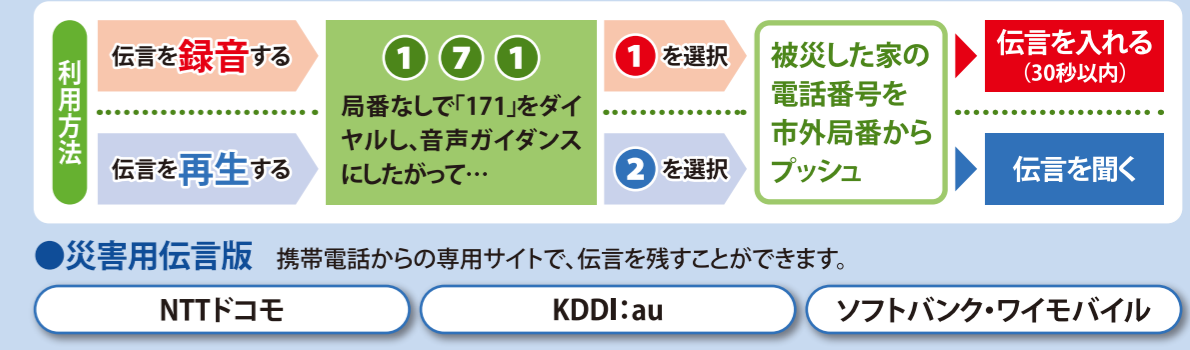 利用方法
伝言を録音する
伝言を再生する
1 7 1
局番なしで「171」をダイ
ヤルし、音声ガイダンス
にしたがって…
1を選択
2を選択
被災した家の
電話番号を
市外局番から
プッシュ
伝言を入れる
(30秒以内)
伝言を聞く
●災害用伝言版 携帯電話からの専用サイトで、伝言を残すことができます。
NTTドコモ
KDDI:au
ソフトバンク・ワイモバイル